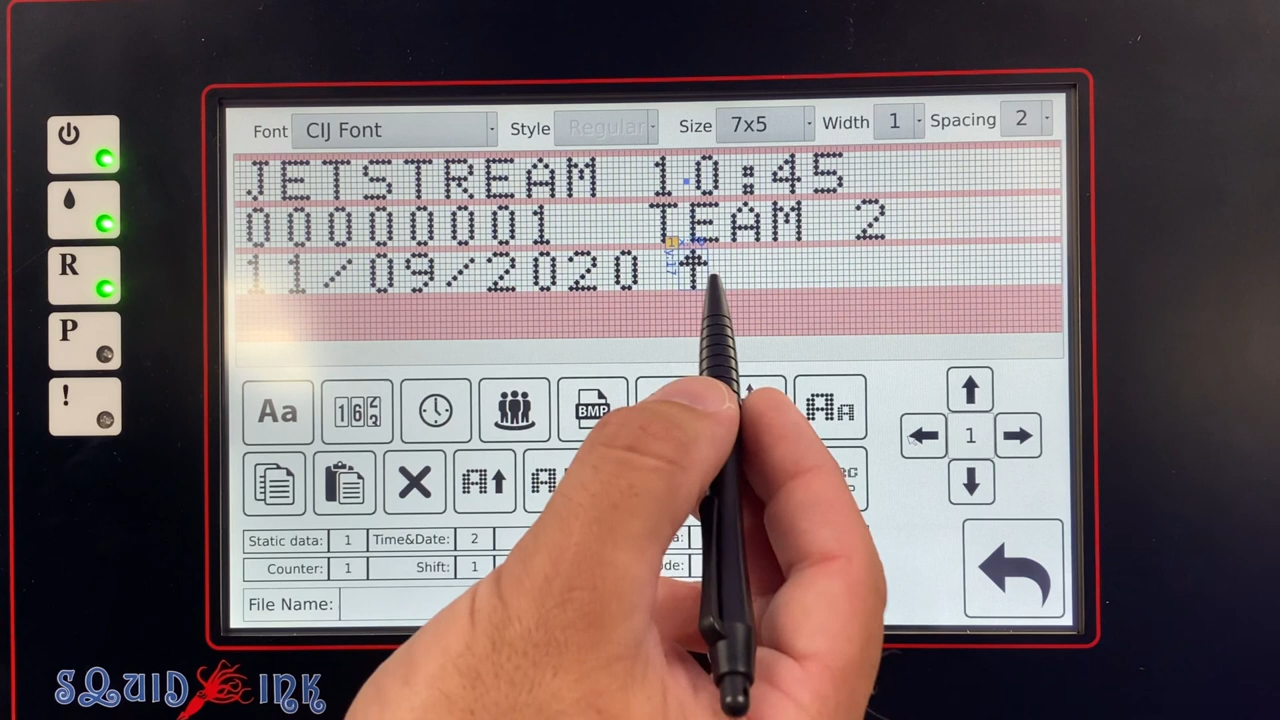 Font CIJ Font Style Regular Size 7x5 Width 1 Spacing 2
JETSTREAM 10:45
00000001 TEAM 2
11/09/2020 ↑
R
P
!
Aa
BMP
Aa
1
A
A
Static data: 1 Time&Date: 2
Counter: 1 Shift: 1
File Name:
SQUID INK